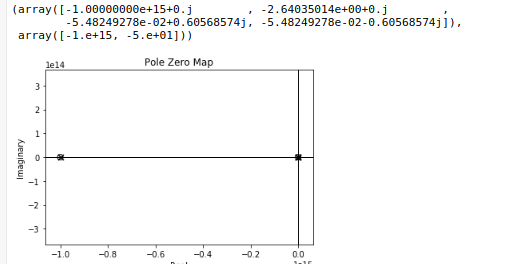 (array([-1.00000000e+15+0.j        , -2.64035014e+00+0.j        ,
       -5.48249278e-02+0.60568574j, -5.48249278e-02-0.60568574j]),
 array([-1.e+15, -5.e+01]))
Pole Zero Map
1e14
3
2
1
0
−1
−2
−3
Imaginary
−1.0 −0.8 −0.6 −0.4 −0.2 0.0